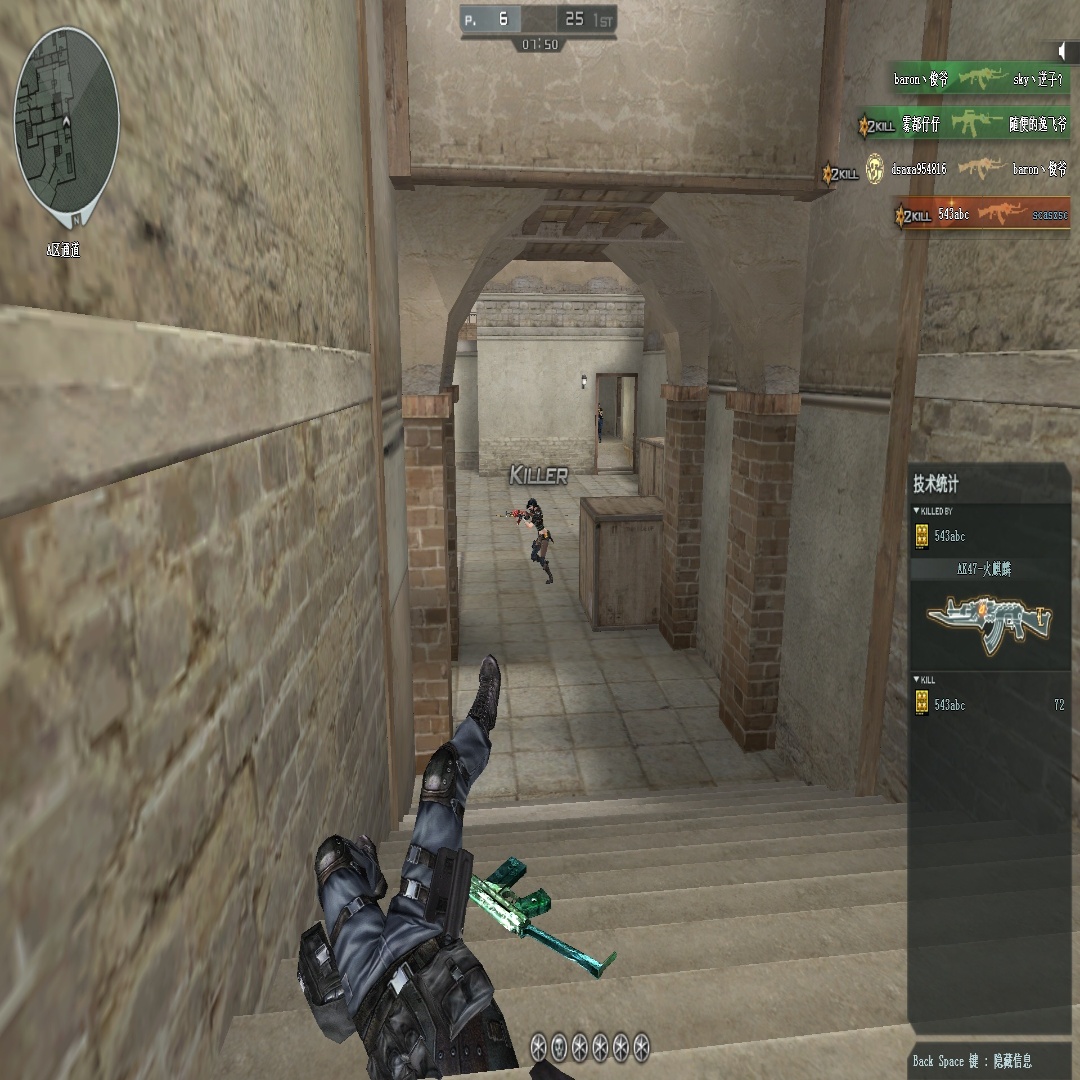 P. 6 25 1ST
07:50
baron丶俊爷 sky丶逆子?
2KILL 雾都仔仔 随便的逸飞爷
2KILL dsaxa954816 baron丶俊爷
2KILL 543abc scaszsc
N
A区通道
KILLER
技术统计
▼KILLED BY
543abc
AK47-火麒麟
▼KILL
543abc 72
Back Space 键 : 隐藏信息